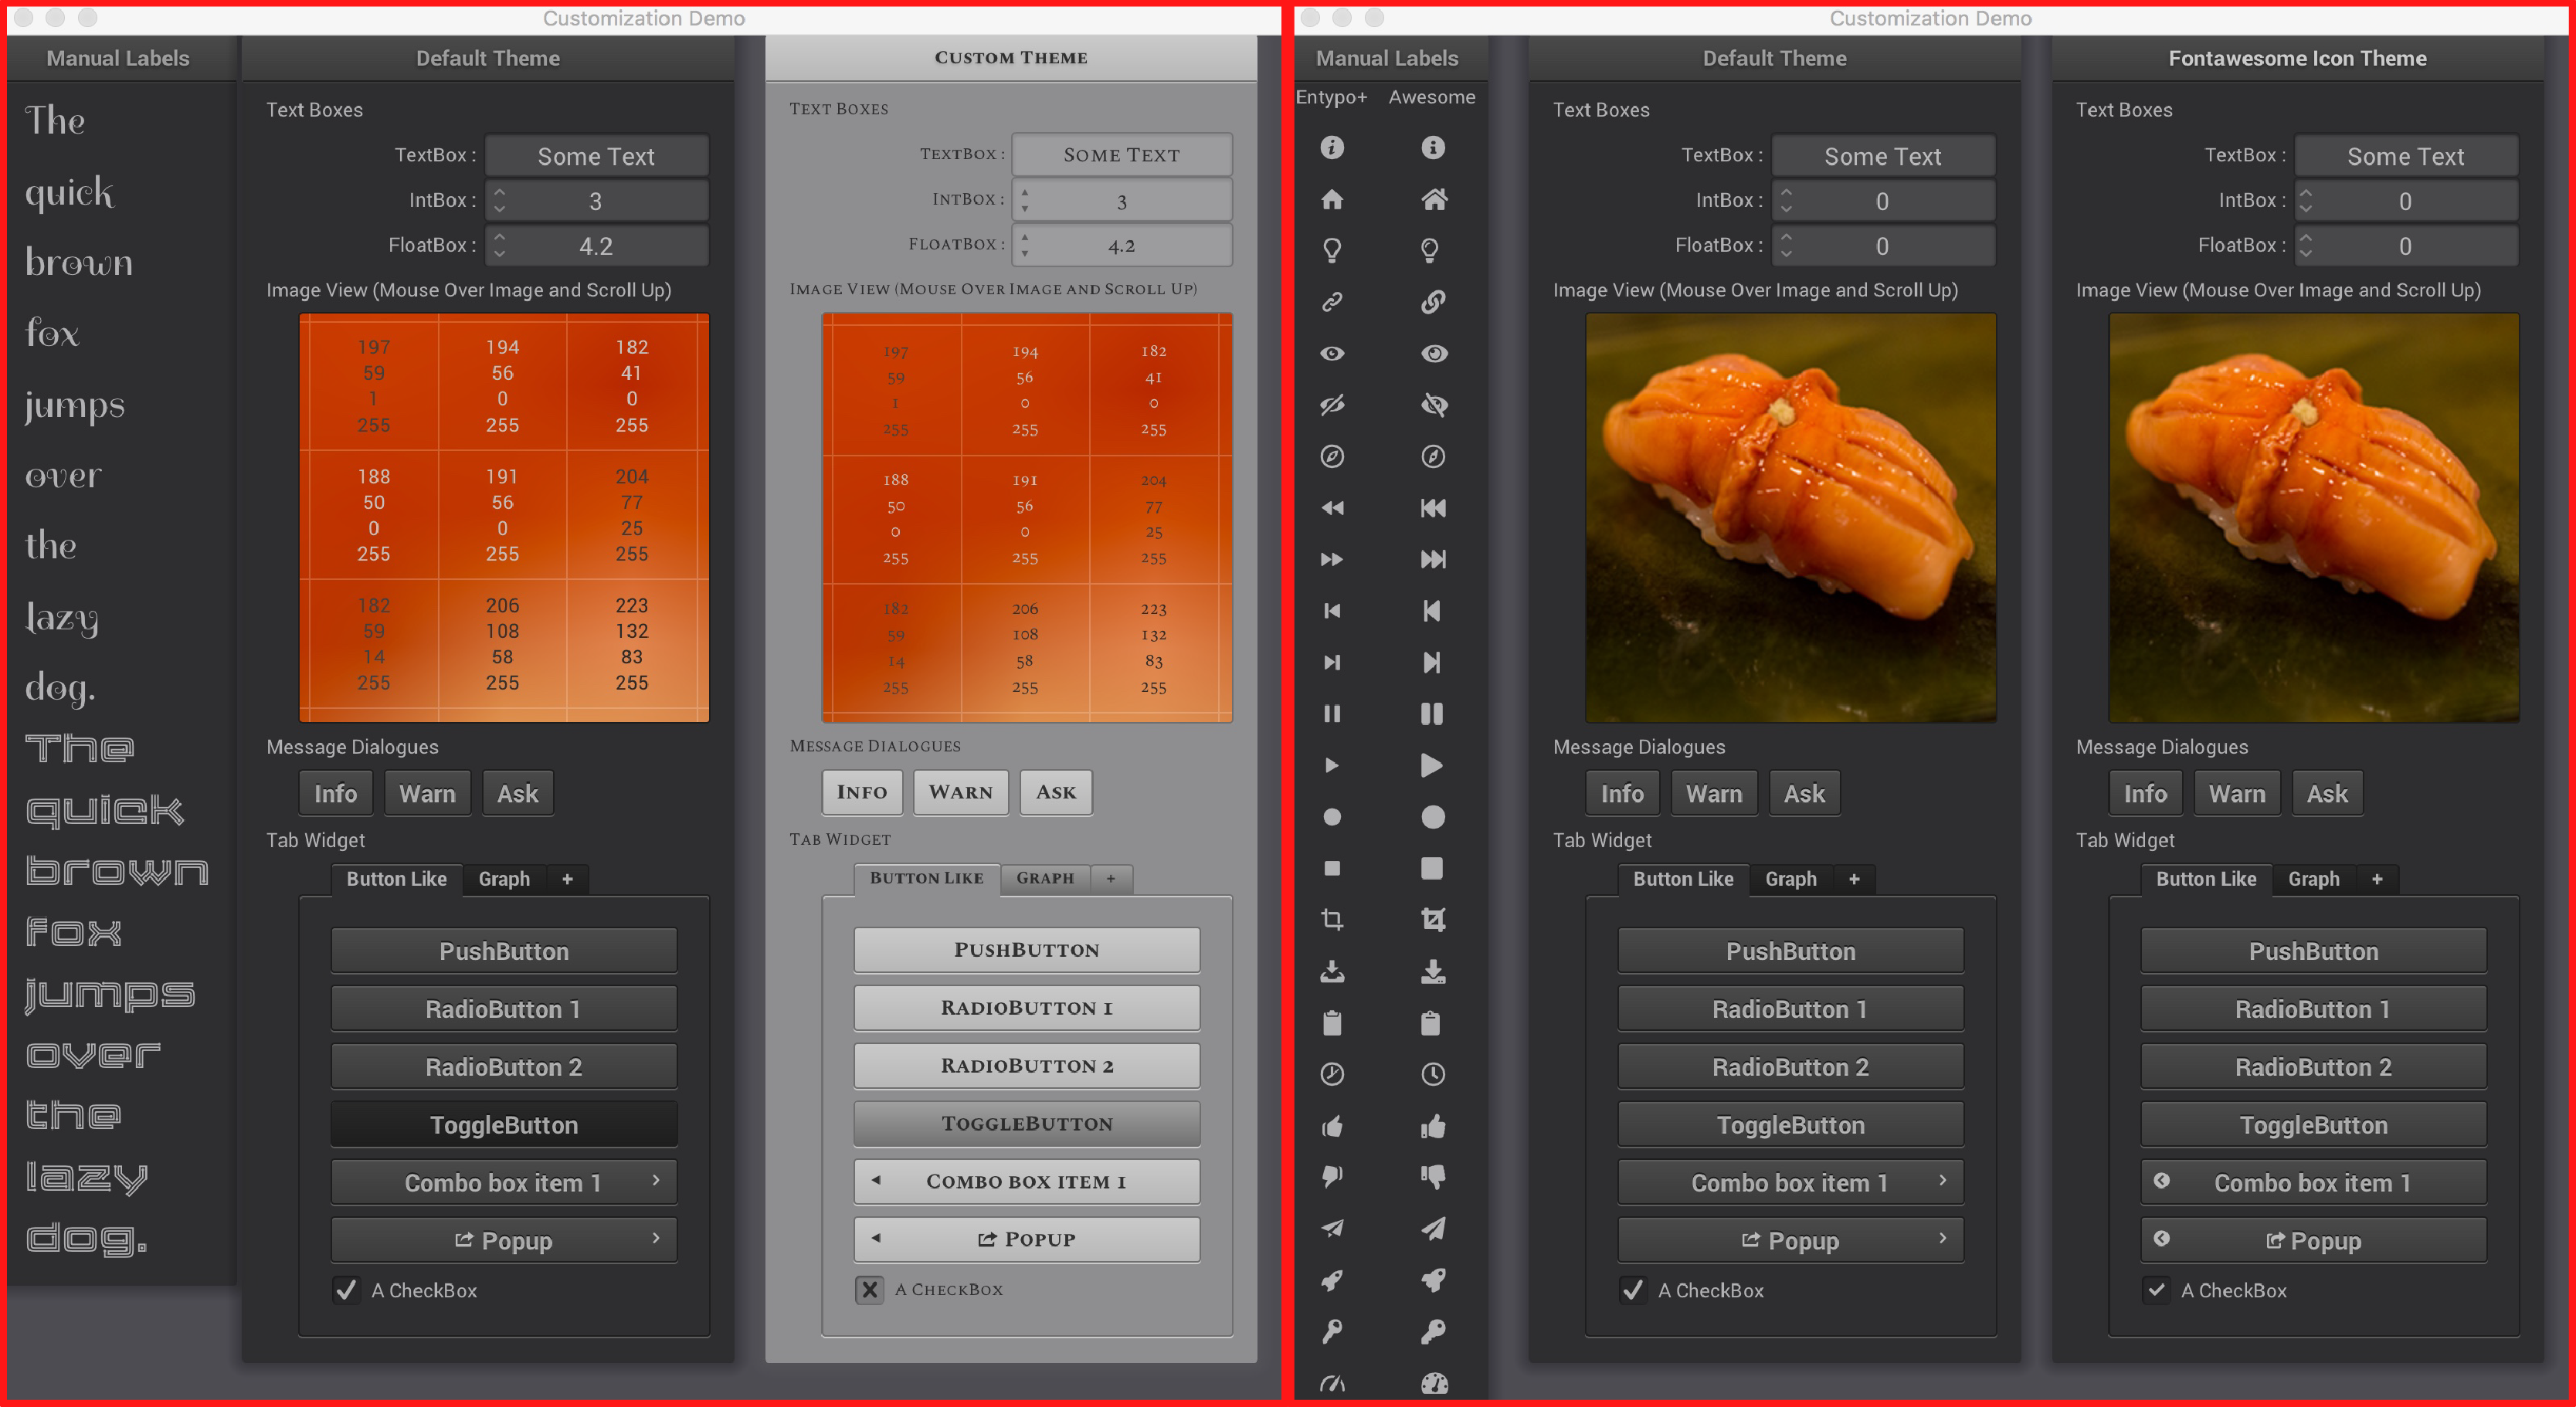 Customization Demo
Manual Labels
The
quick
brown
fox
jumps
over
the
lazy
dog.
The
quick
brown
fox
jumps
over
the
lazy
dog.
Default Theme
Text Boxes
TextBox : Some Text
IntBox : 3
FloatBox : 4.2
Image View (Mouse Over Image and Scroll Up)
197 194 182
59 56 41
1 0 0
255 255 255
188 191 204
50 56 77
0 0 25
255 255 255
182 206 223
59 108 132
14 58 83
255 255 255
Message Dialogues
Info Warn Ask
Tab Widget
Button Like Graph +
PushButton
RadioButton 1
RadioButton 2
ToggleButton
Combo box item 1
Popup
A CheckBox
Custom Theme
Text Boxes
TextBox : Some Text
IntBox : 3
FloatBox : 4.2
Image View (Mouse Over Image and Scroll Up)
197 194 182
59 56 41
1 0 0
255 255 255
188 191 204
50 56 77
0 0 25
255 255 255
182 206 223
59 108 132
14 58 83
255 255 255
Message Dialogues
Info Warn Ask
Tab Widget
Button Like Graph +
PushButton
RadioButton 1
RadioButton 2
ToggleButton
Combo box item 1
Popup
A CheckBox
Customization Demo
Manual Labels
Entypo+ Awesome
Default Theme
Text Boxes
TextBox : Some Text
IntBox : 0
FloatBox : 0
Image View (Mouse Over Image and Scroll Up)
Message Dialogues
Info Warn Ask
Tab Widget
Button Like Graph +
PushButton
RadioButton 1
RadioButton 2
ToggleButton
Combo box item 1
Popup
A CheckBox
Fontawesome Icon Theme
Text Boxes
TextBox : Some Text
IntBox : 0
FloatBox : 0
Image View (Mouse Over Image and Scroll Up)
Message Dialogues
Info Warn Ask
Tab Widget
Button Like Graph +
PushButton
RadioButton 1
RadioButton 2
ToggleButton
Combo box item 1
Popup
A CheckBox